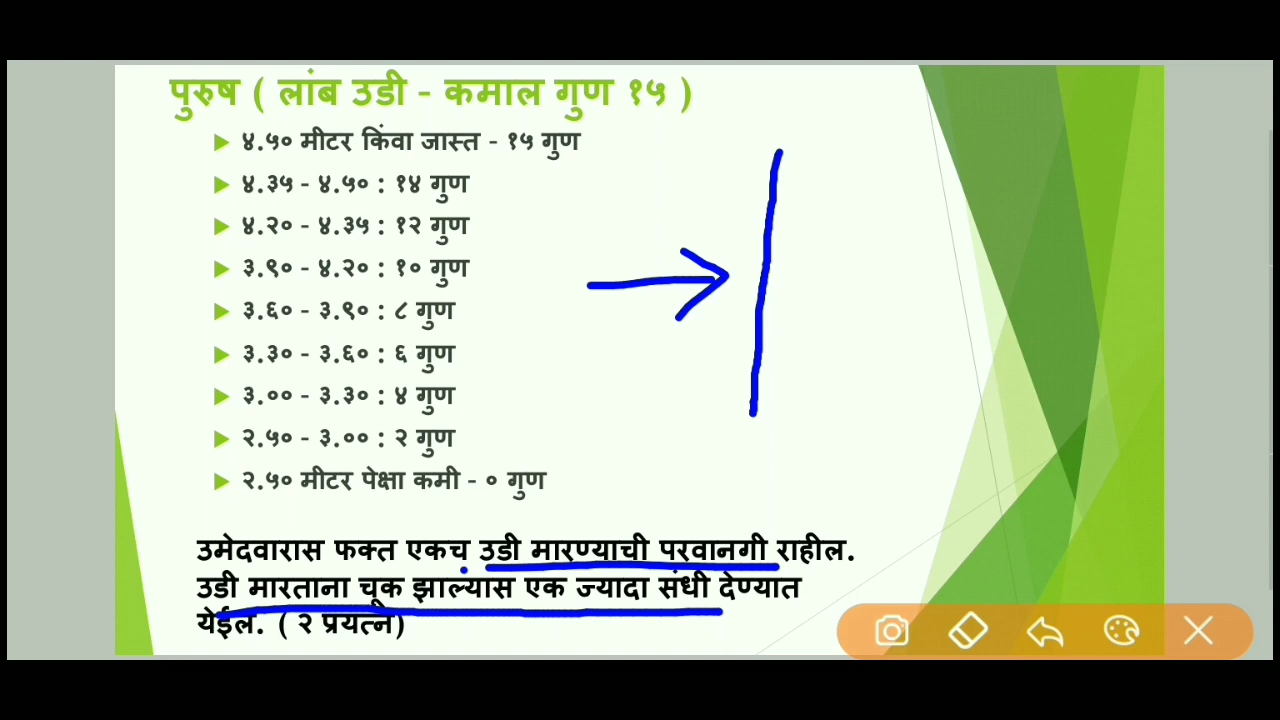 पुरुष ( लांब उडी - कमाल गुण १५ )
४.५० मीटर किंवा जास्त - १५ गुण
४.३५ - ४.५० : १४ गुण
४.२० - ४.३५ : १२ गुण
३.९० - ४.२० : १० गुण
३.६० - ३.९० : ८ गुण
३.३० - ३.६० : ६ गुण
३.०० - ३.३० : ४ गुण
२.५० - ३.०० : २ गुण
२.५० मीटर पेक्षा कमी - ० गुण
उमेदवारास फक्त एकच उडी मारण्याची परवानगी राहील.
उडी मारताना चूक झाल्यास एक ज्यादा संधी देण्यात
येईल. ( २ प्रयत्न)